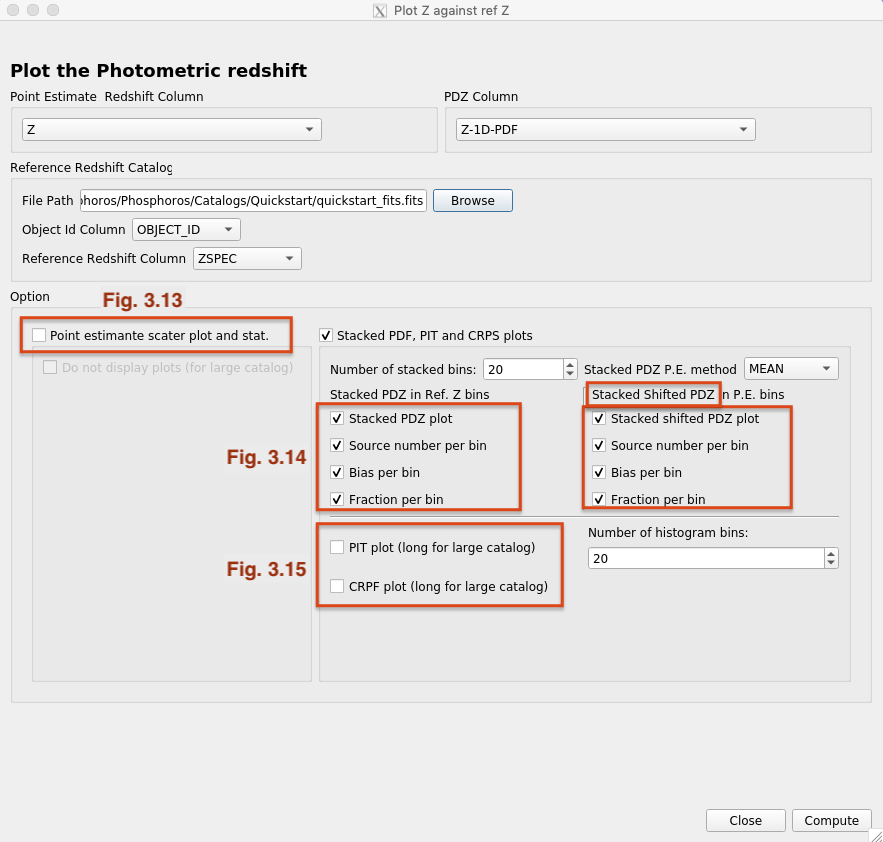 Plot Z against ref Z
Plot the Photometric redshift
Point Estimate Redshift Column
PDZ Column
Z
Z-1D-PDF
Reference Redshift Catalog
File Path horos/Phosphoros/Catalogs/Quickstart/quickstart_fits.fits Browse
Object Id Column OBJECT_ID
Reference Redshift Column ZSPEC
Option
Fig. 3.13
Point estimante scater plot and stat.
Stacked PDF, PIT and CRPS plots
Do not display plots (for large catalog)
Number of stacked bins: 20 Stacked PDZ P.E. method MEAN
Stacked PDZ in Ref. Z bins
Stacked Shifted PDZ n P.E. bins
Stacked PDZ plot
Stacked shifted PDZ plot
Fig. 3.14
Source number per bin
Source number per bin
Bias per bin
Bias per bin
Fraction per bin
Fraction per bin
Fig. 3.15
PIT plot (long for large catalog)
Number of histogram bins:
20
CRPF plot (long for large catalog)
Close Compute